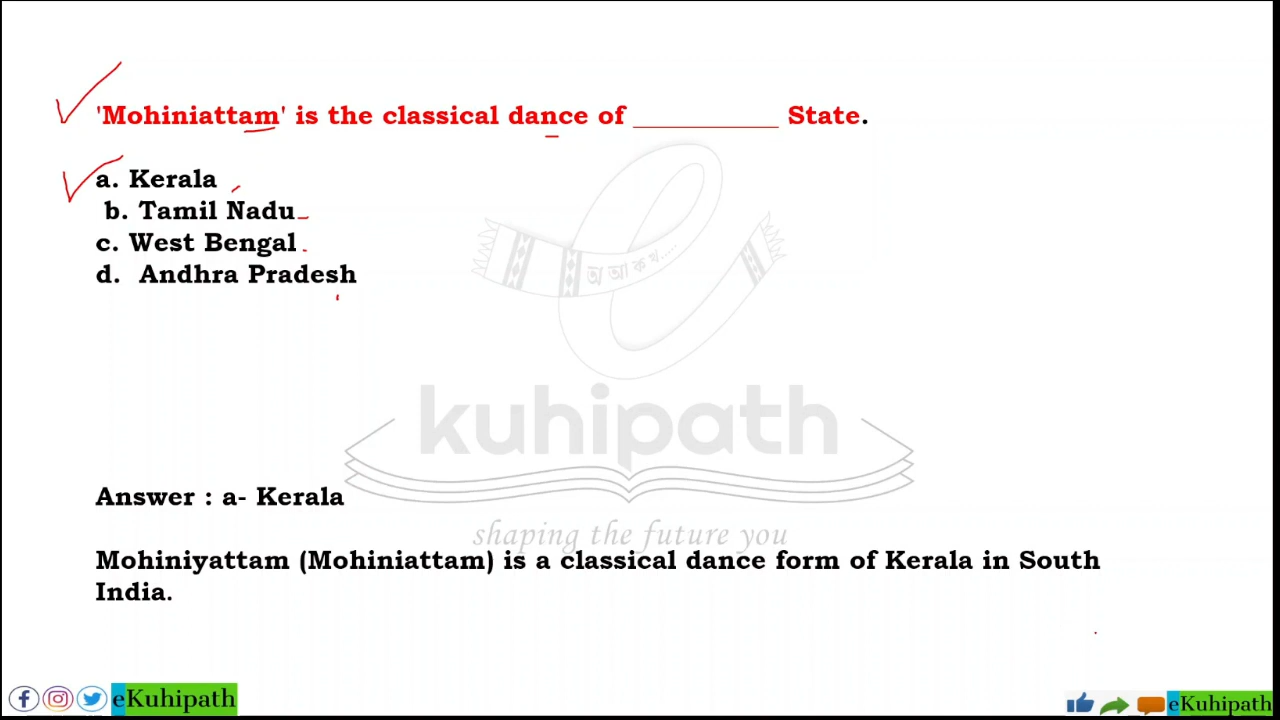 'Mohiniattam' is the classical dance of __________ State.
a. Kerala
b. Tamil Nadu
c. West Bengal
d. Andhra Pradesh
অ আ ক খ.....
kuhipath
Answer : a- Kerala
shaping the future you
Mohiniyattam (Mohiniattam) is a classical dance form of Kerala in South
India.
eKuhipath
eKuhipath